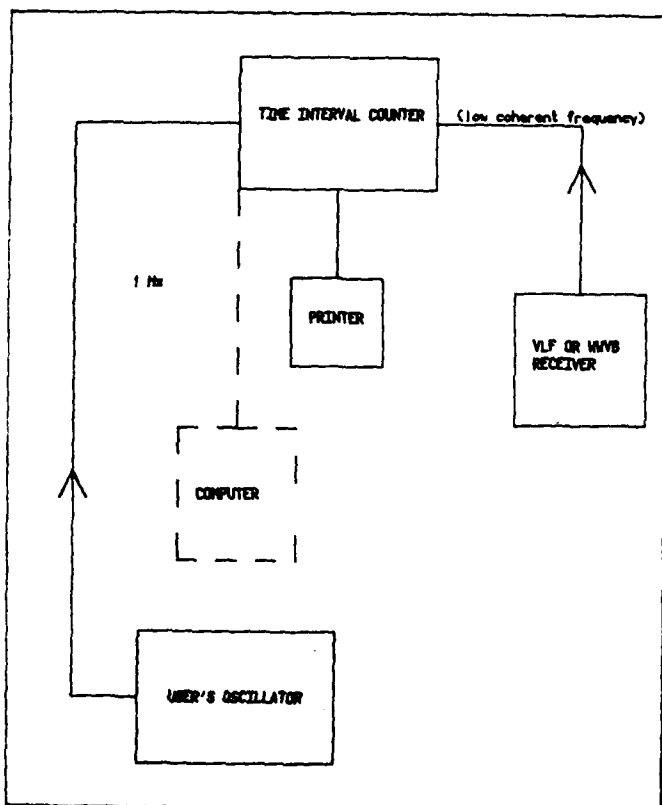 TIME INTERVAL COUNTER
(low coherent frequency)
1 Hz
PRINTER
VLF OR WWVB
RECEIVER
COMPUTER
USER'S OSCILLATOR